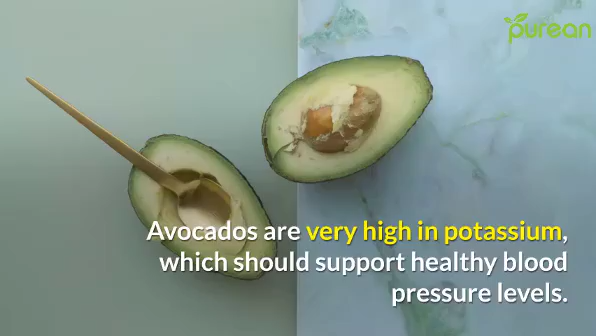 purean
Avocados are very high in potassium,
which should support healthy blood
pressure levels.